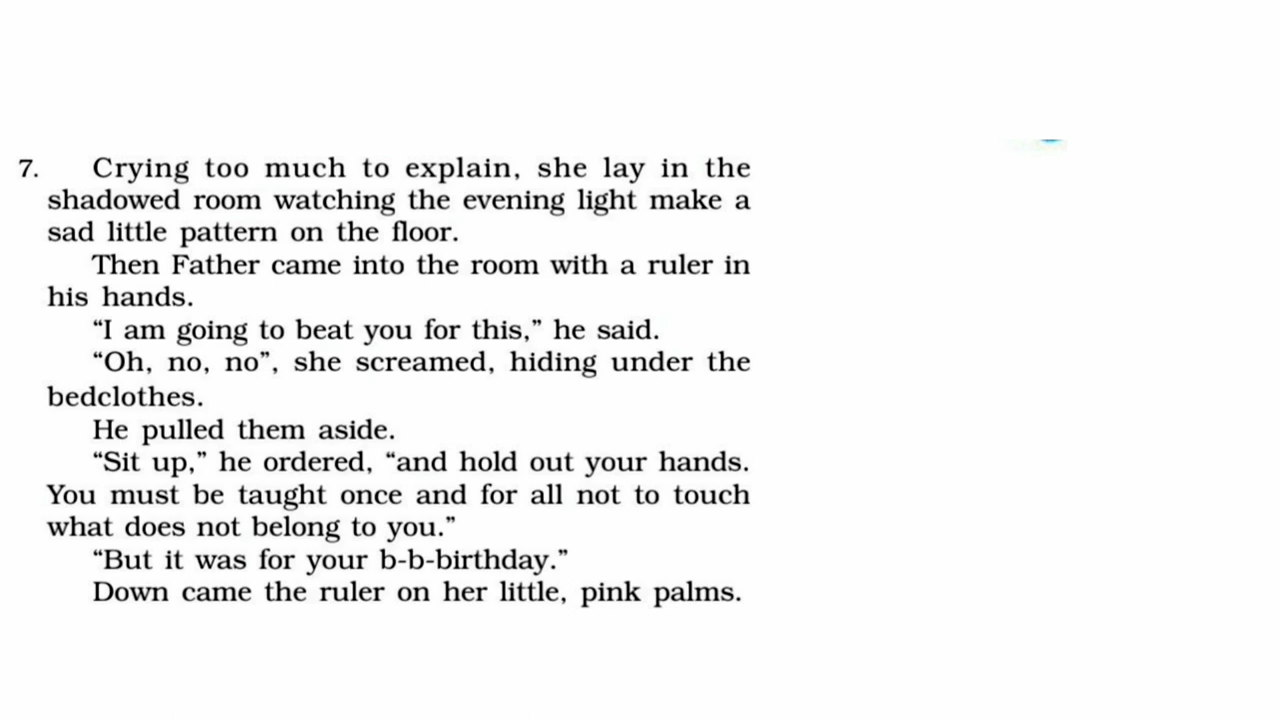 7. Crying too much to explain, she lay in the
shadowed room watching the evening light make a
sad little pattern on the floor.
Then Father came into the room with a ruler in
his hands.
“I am going to beat you for this,” he said.
“Oh, no, no”, she screamed, hiding under the
bedclothes.
He pulled them aside.
“Sit up,” he ordered, “and hold out your hands.
You must be taught once and for all not to touch
what does not belong to you.”
“But it was for your b-b-birthday.”
Down came the ruler on her little, pink palms.